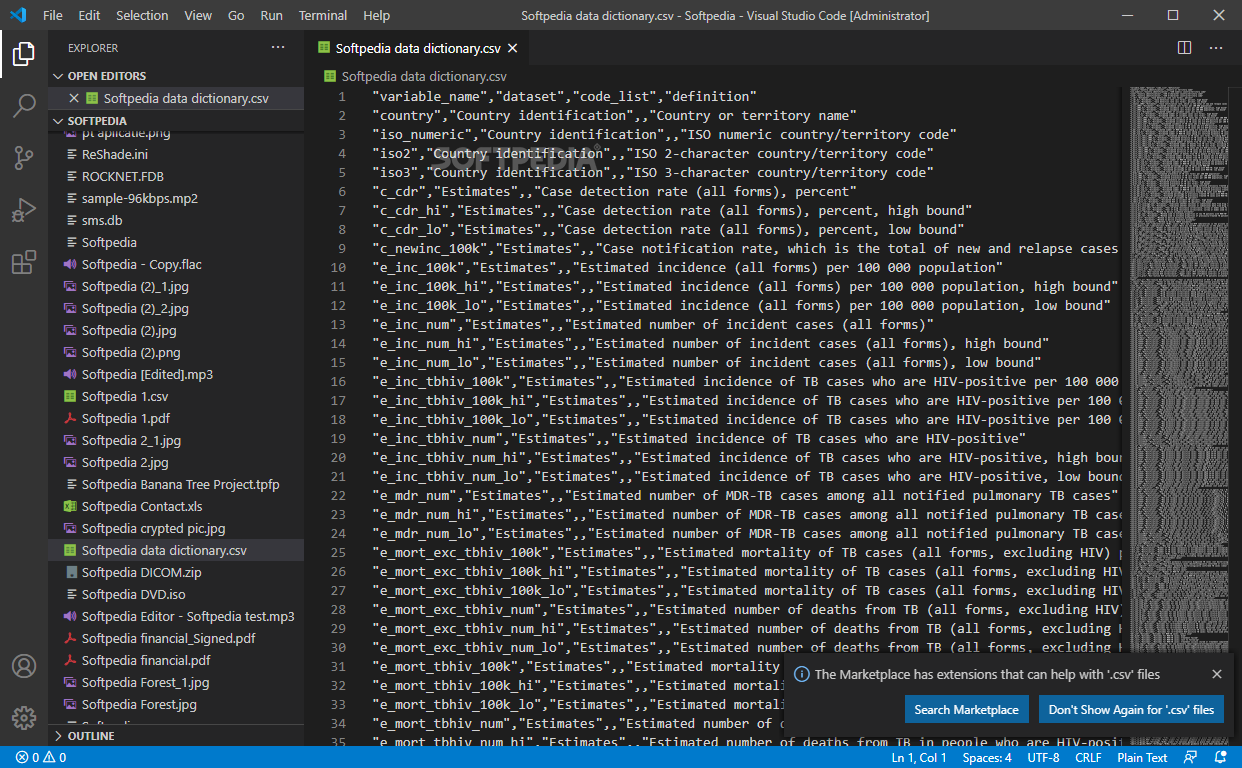 File Edit Selection View Go Run Terminal Help
Softpedia data dictionary.csv - Softpedia - Visual Studio Code [Administrator]
EXPLORER
OPEN EDITORS
Softpedia data dictionary.csv
SOFTPEDIA
pt aplicatie.png
ReShade.ini
ROCKNET.FDB
sample-96kbps.mp2
sms.db
Softpedia
Softpedia - Copy.flac
Softpedia (2)_1.jpg
Softpedia (2)_2.jpg
Softpedia (2).jpg
Softpedia (2).png
Softpedia [Edited].mp3
Softpedia 1.csv
Softpedia 1.pdf
Softpedia 2_1.jpg
Softpedia 2.jpg
Softpedia Banana Tree Project.tpfp
Softpedia Contact.xls
Softpedia crypted pic.jpg
Softpedia data dictionary.csv
Softpedia DICOM.zip
Softpedia DVD.iso
Softpedia Editor - Softpedia test.mp3
Softpedia financial_Signed.pdf
Softpedia financial.pdf
Softpedia Forest_1.jpg
Softpedia Forest.jpg
OUTLINE
Softpedia data dictionary.csv
Softpedia data dictionary.csv
SOFTPEDIA
1 "variable_name","dataset","code_list","definition"
2 "country","Country identification",,"Country or territory name"
3 "iso_numeric","Country identification",,"ISO numeric country/territory code"
4 "iso2","Country identification",,"ISO 2-character country/territory code"
5 "iso3","Country identification",,"ISO 3-character country/territory code"
6 "c_cdr","Estimates",,"Case detection rate (all forms), percent"
7 "c_cdr_hi","Estimates",,"Case detection rate (all forms), percent, high bound"
8 "c_cdr_lo","Estimates",,"Case detection rate (all forms), percent, low bound"
9 "c_newinc_100k","Estimates",,"Case notification rate, which is the total of new and relapse cases
10 "e_inc_100k","Estimates",,"Estimated incidence (all forms) per 100 000 population"
11 "e_inc_100k_hi","Estimates",,"Estimated incidence (all forms) per 100 000 population, high bound"
12 "e_inc_100k_lo","Estimates",,"Estimated incidence (all forms) per 100 000 population, low bound"
13 "e_inc_num","Estimates",,"Estimated number of incident cases (all forms)"
14 "e_inc_num_hi","Estimates",,"Estimated number of incident cases (all forms), high bound"
15 "e_inc_num_lo","Estimates",,"Estimated number of incident cases (all forms), low bound"
16 "e_inc_tbhiv_100k","Estimates",,"Estimated incidence of TB cases who are HIV-positive per 100 000
17 "e_inc_tbhiv_100k_hi","Estimates",,"Estimated incidence of TB cases who are HIV-positive per 100
18 "e_inc_tbhiv_100k_lo","Estimates",,"Estimated incidence of TB cases who are HIV-positive per 100
19 "e_inc_tbhiv_num","Estimates",,"Estimated incidence of TB cases who are HIV-positive"
20 "e_inc_tbhiv_num_hi","Estimates",,"Estimated incidence of TB cases who are HIV-positive, high
21 "e_inc_tbhiv_num_lo","Estimates",,"Estimated incidence of TB cases who are HIV-positive, low
22 "e_mdr_num","Estimates",,"Estimated number of MDR-TB cases among all notified pulmonary TB cases"
23 "e_mdr_num_hi","Estimates",,"Estimated number of MDR-TB cases among all notified pulmonary TB case
24 "e_mdr_num_lo","Estimates",,"Estimated number of MDR-TB cases among all notified pulmonary TB case
25 "e_mort_exc_tbhiv_100k","Estimates",,"Estimated mortality of TB cases (all forms, excluding HIV)
26 "e_mort_exc_tbhiv_100k_hi","Estimates",,"Estimated mortality of TB cases (all forms, excluding HIV
27 "e_mort_exc_tbhiv_100k_lo","Estimates",,"Estimated mortality of TB cases (all forms, excluding HIV
28 "e_mort_exc_tbhiv_num","Estimates",,"Estimated number of deaths from TB (all forms, excluding HIV)
29 "e_mort_exc_tbhiv_num_hi","Estimates",,"Estimated number of deaths from TB (all forms, excluding
30 "e_mort_exc_tbhiv_num_lo","Estimates",,"Estimated number of deaths from TB (all forms, excluding
31 "e_mort_tbhiv_100k","Estimates",,"Estimated mortality
32 "e_mort_tbhiv_100k_hi","Estimates",,"Estimated mortali
33 "e_mort_tbhiv_100k_lo","Estimates",,"Estimated mortali
34 "e_mort_tbhiv_num","Estimates",,"Estimated number of
35 "e_mort_tbhiv_num_hi","Estimates",,"Estimated number of deaths from TB in people who are HIV-posi
The Marketplace has extensions that can help with '.csv' files
Search Marketplace
Don't Show Again for '.csv' files
0 0
Ln 1, Col 1 Spaces: 4 UTF-8 CRLF Plain Text